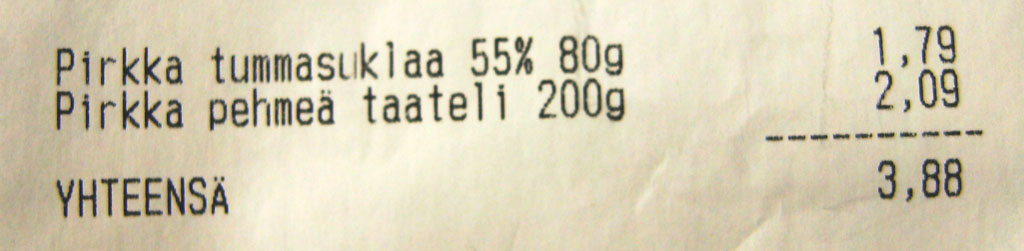 Pirkka tummasuklaa 55% 80g 1,79
Pirkka pehmeä taateli 200g 2,09
----------------
YHTEENSÄ 3,88